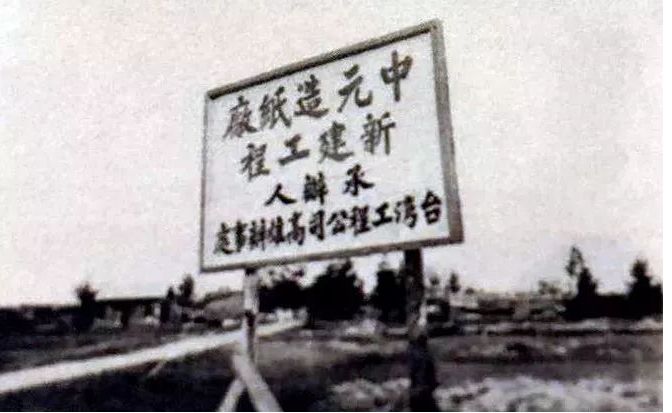 中元造紙廠
新建工程
承辦人
台湾工程公司高雄辦事處